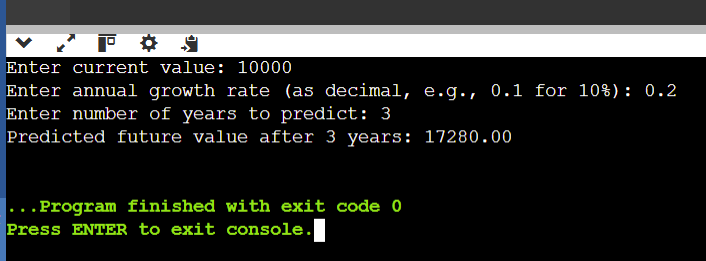 Enter current value: 10000
Enter annual growth rate (as decimal, e.g., 0.1 for 10%): 0.2
Enter number of years to predict: 3
Predicted future value after 3 years: 17280.00
...Program finished with exit code 0
Press ENTER to exit console.